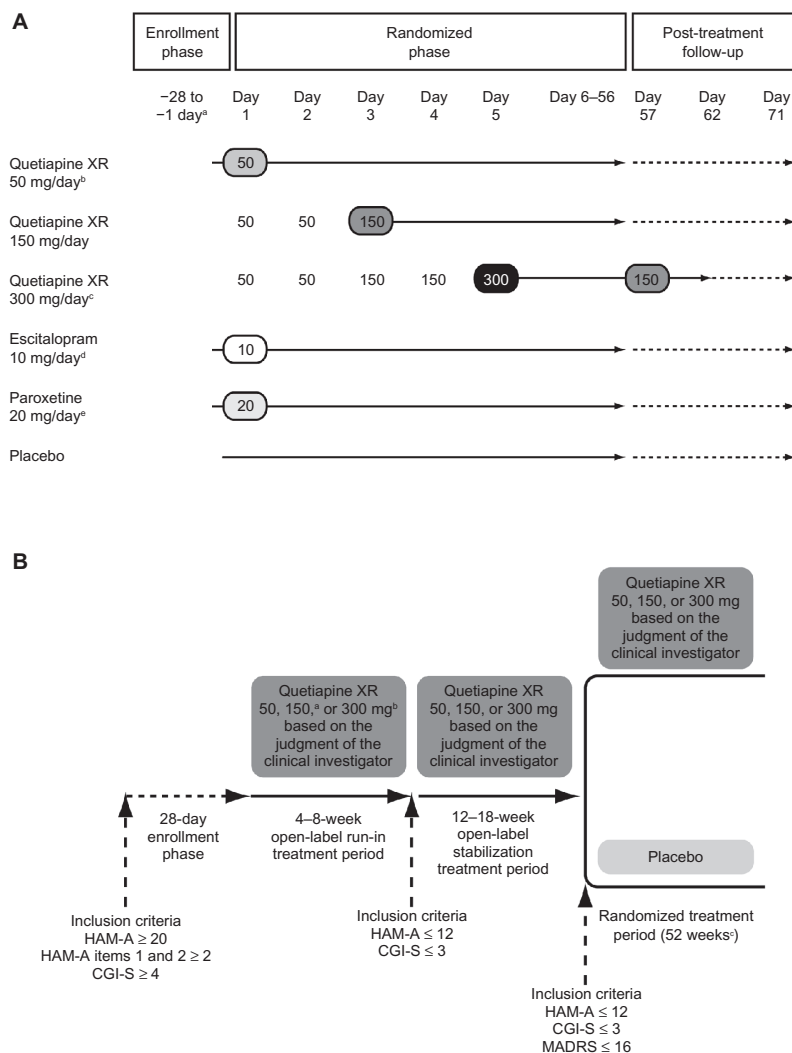 A
Enrollment
phase
Randomized
phase
Post-treatment
follow-up
−28 to
−1 dayᵃ
Day
1
Day
2
Day
3
Day
4
Day
5
Day 6–56
Day
57
Day
62
Day
71
Quetiapine XR
50 mg/dayᵇ
50
Quetiapine XR
150 mg/day
50 50 150
Quetiapine XR
300 mg/dayᶜ
50 50 150 150 300 150
Escitalopram
10 mg/dayᵈ
10
Paroxetine
20 mg/dayᵉ
20
Placebo
B
Quetiapine XR
50, 150, or 300 mg
based on the
judgment of the
clinical investigator
Quetiapine XR
50, 150,ᵃ or 300 mgᵇ
based on the
judgment of the
clinical investigator
Quetiapine XR
50, 150, or 300 mg
based on the
judgment of the
clinical investigator
28-day
enrollment
phase
4–8-week
open-label run-in
treatment period
12–18-week
open-label
stabilization
treatment period
Placebo
Inclusion criteria
HAM-A ≥ 20
HAM-A items 1 and 2 ≥ 2
CGI-S ≥ 4
Inclusion criteria
HAM-A ≤ 12
CGI-S ≤ 3
Randomized treatment
period (52 weeksᶜ)
Inclusion criteria
HAM-A ≤ 12
CGI-S ≤ 3
MADRS ≤ 16